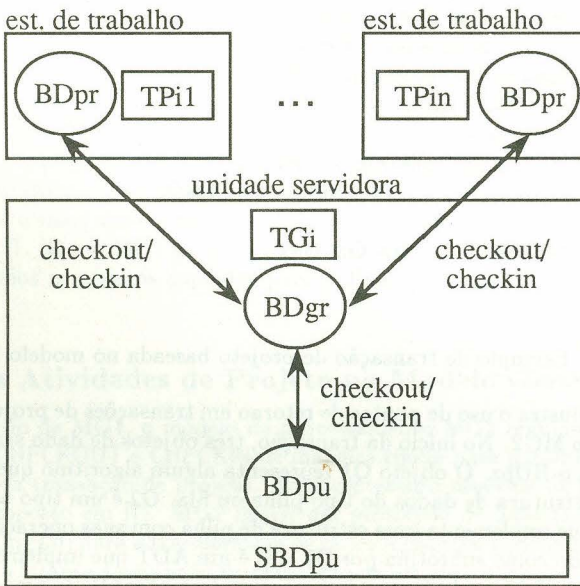 est. de trabalho
est. de trabalho
BDpr
TPi1
...
TPin
BDpr
unidade servidora
TGi
checkout/
checkin
checkout/
checkin
BDgr
checkout/
checkin
BDpu
SBDpu